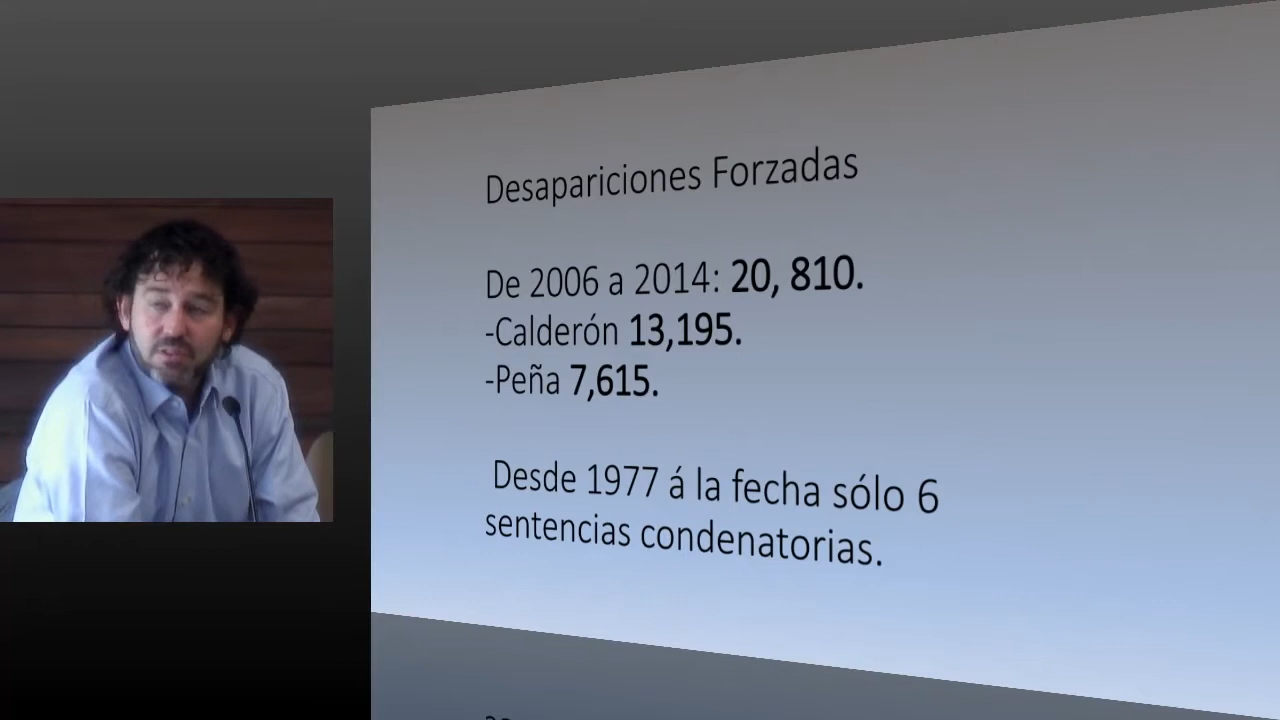 Desapariciones Forzadas
De 2006 a 2014: 20, 810.
-Calderón 13,195.
-Peña 7,615.
Desde 1977 á la fecha sólo 6
sentencias condenatorias.